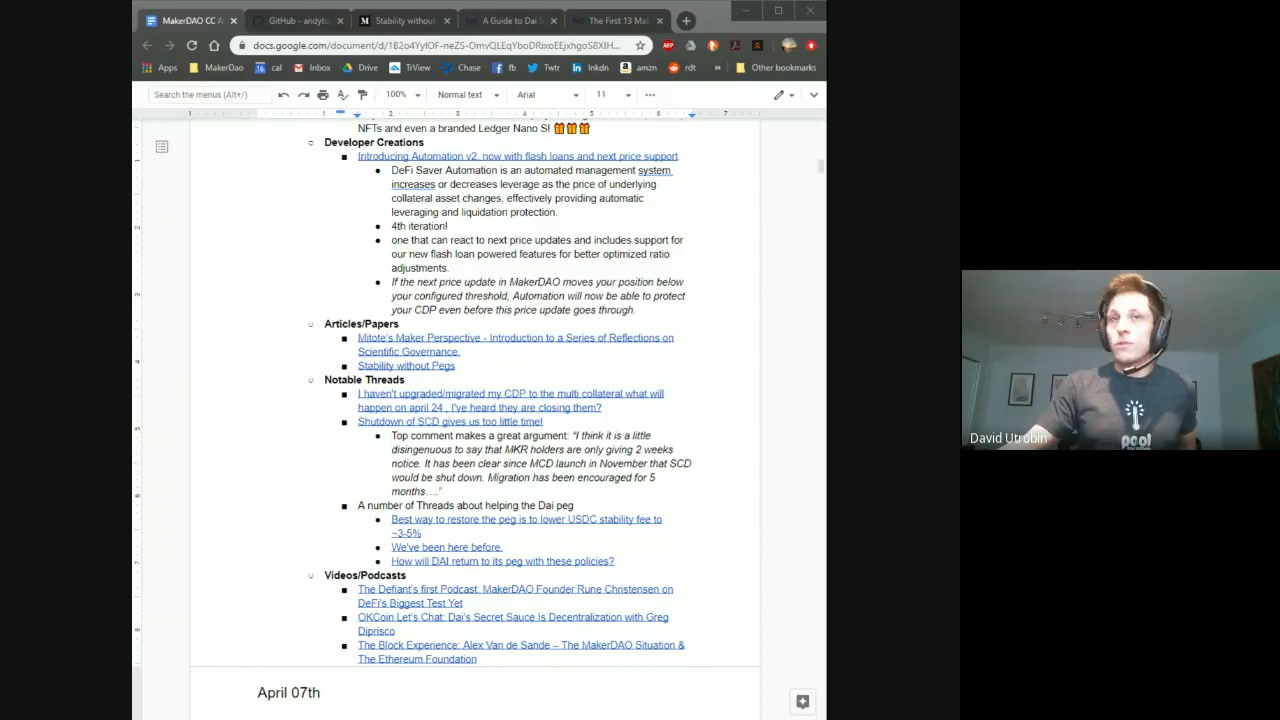 MakerDAO CC A
GitHub - andytu
Stability without
A Guide to Dai S
The First 13 Mak
docs.google.com/document/d/1B2o4YyIOF-neZS-OmvQLEqYboDRixoEEjxhgoS8XIH...
Apps
MakerDao
cal
Inbox
Drive
TrView
Chase
fb
Twtr
Inkdn
amzn
rdt
»
Other bookmarks
Search the menus (Alt+/)
100%
Normal text
Arial
11
NFTs and even a branded Ledger Nano S!
Developer Creations
Introducing Automation v2, now with flash loans and next price support
DeFi Saver Automation is an automated management system
increases or decreases leverage as the price of underlying
collateral asset changes, effectively providing automatic
leveraging and liquidation protection.
4th iteration!
one that can react to next price updates and includes support for
our new flash loan powered features for better optimized ratio
adjustments.
If the next price update in MakerDAO moves your position below
your configured threshold, Automation will now be able to protect
your CDP even before this price update goes through.
Articles/Papers
Mitote's Maker Perspective - Introduction to a Series of Reflections on
Scientific Governance.
Stability without Pegs
Notable Threads
I haven't upgraded/migrated my CDP to the multi collateral what will
happen on april 24 , I've heard they are closing them?
Shutdown of SCD gives us too little time!
Top comment makes a great argument: "I think it is a little
disingenuous to say that MKR holders are only giving 2 weeks
notice. It has been clear since MCD launch in November that SCD
would be shut down. Migration has been encouraged for 5
months...."
A number of Threads about helping the Dai peg
Best way to restore the peg is to lower USDC stability fee to
~3-5%
We've been here before.
How will DAI return to its peg with these policies?
Videos/Podcasts
The Defiant's first Podcast: MakerDAO Founder Rune Christensen on
DeFi's Biggest Test Yet
OKCoin Let's Chat: Dai's Secret Sauce Is Decentralization with Greg
Diprisco
The Block Experience: Alex Van de Sande – The MakerDAO Situation &
The Ethereum Foundation
April 07th
David Utrobin
pool